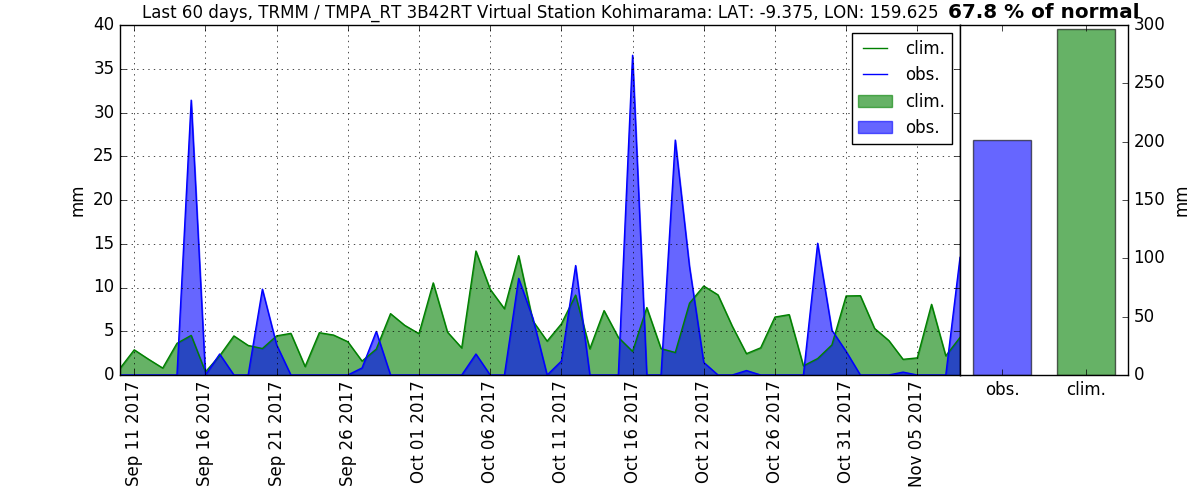 Last 60 days, TRMM / TMPA_RT 3B42RT Virtual Station Kohimarama: LAT: -9.375, LON: 159.625 67.8 % of normal
40
35
30
25
20
15
10
5
0
mm
clim.
obs.
clim.
obs.
300
250
200
150
100
50
0
mm
obs. clim.
Sep 11 2017
Sep 16 2017
Sep 21 2017
Sep 26 2017
Oct 01 2017
Oct 06 2017
Oct 11 2017
Oct 16 2017
Oct 21 2017
Oct 26 2017
Oct 31 2017
Nov 05 2017